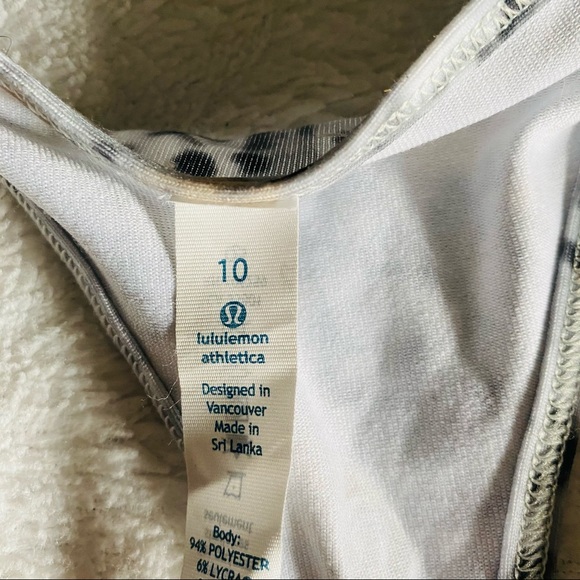 10
lululemon
athletica
Designed in
Vancouver
Made in
Sri Lanka
Body:
94% POLYESTER
6% LYCRA